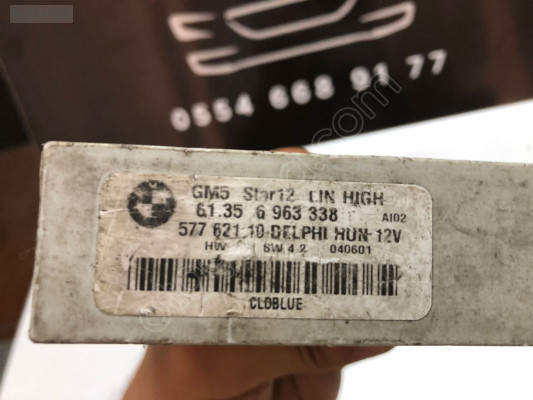 0554 668 91 77
GM5 Star12 LIN HIGH
61.35 6 963 338 AI02
577 621 10 DELPHI HUN 12V
HW SW 4.2 040601
CLDBLUE